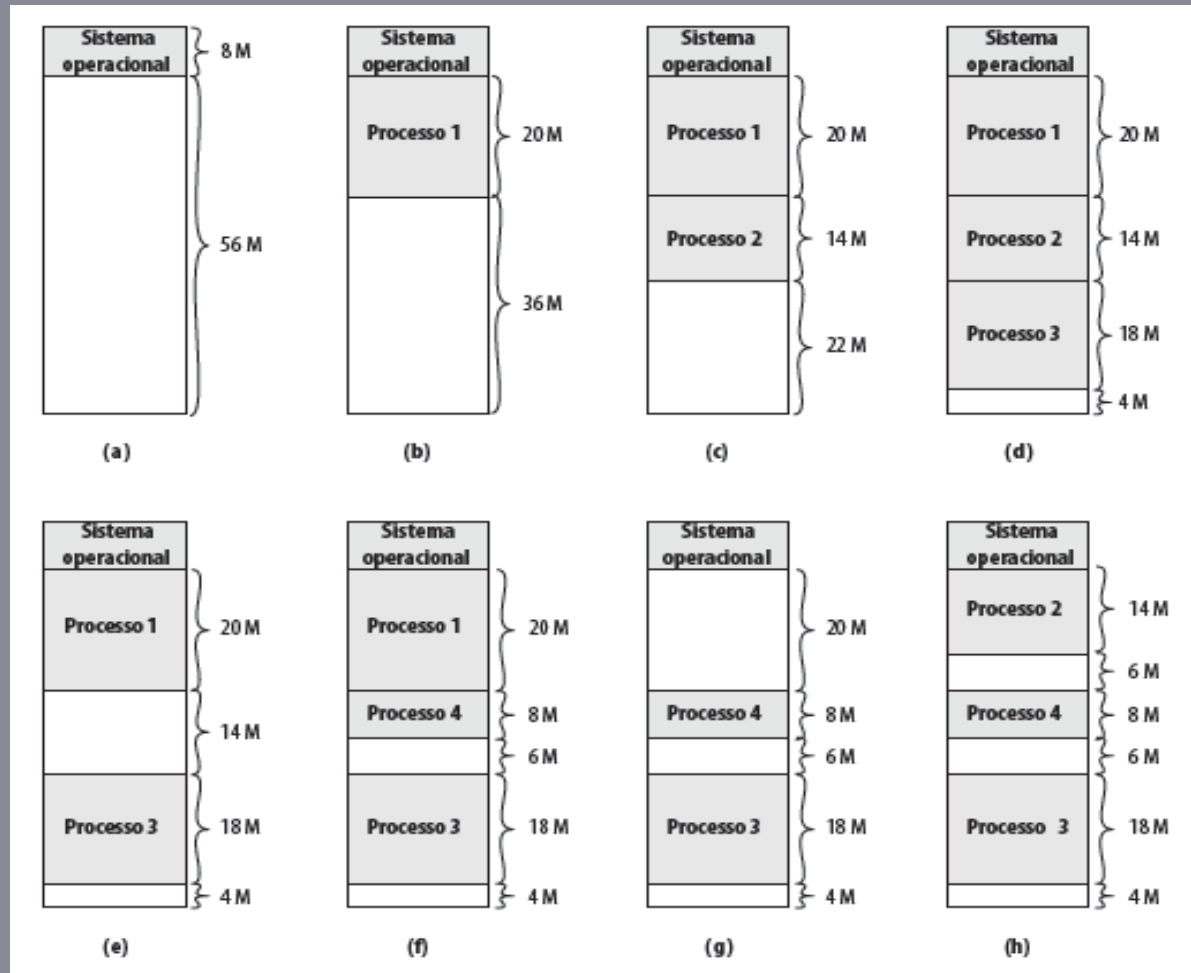 Sistema
operacional
8 M
56 M
(a)
Sistema
operacional
Processo 1
20 M
36 M
(b)
Sistema
operacional
Processo 1
20 M
Processo 2
14 M
22 M
(c)
Sistema
operacional
Processo 1
20 M
Processo 2
14 M
Processo 3
18 M
4 M
(d)
Sistema
operacional
Processo 1
20 M
14 M
Processo 3
18 M
4 M
(e)
Sistema
operacional
Processo 1
20 M
Processo 4
8 M
6 M
Processo 3
18 M
4 M
(f)
Sistema
operacional
20 M
Processo 4
8 M
6 M
Processo 3
18 M
4 M
(g)
Sistema
operacional
Processo 2
14 M
6 M
Processo 4
8 M
6 M
Processo 3
18 M
4 M
(h)